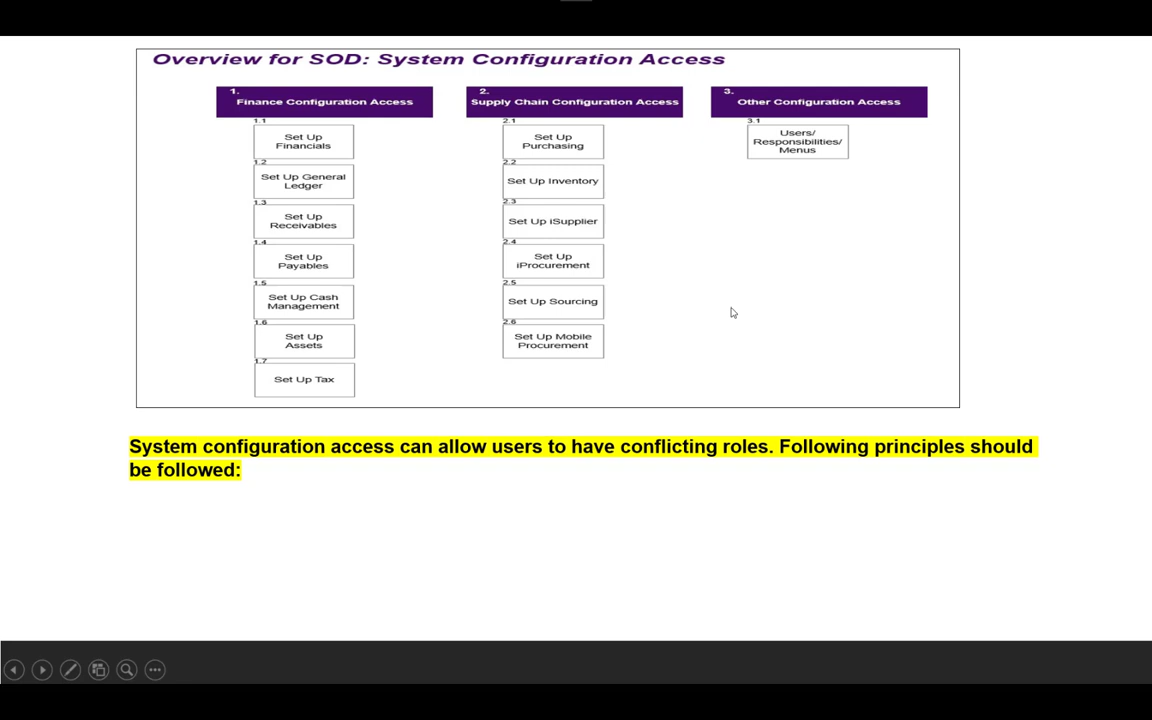 Overview for SOD: System Configuration Access
1.
Finance Configuration Access
1.1
Set Up
Financials
1.2
Set Up General
Ledger
1.3
Set Up
Receivables
1.4
Set Up
Payables
1.5
Set Up Cash
Management
1.6
Set Up
Assets
1.7
Set Up Tax
2.
Supply Chain Configuration Access
2.1
Set Up
Purchasing
2.2
Set Up Inventory
2.3
Set Up iSupplier
2.4
Set Up
iProcurement
2.5
Set Up Sourcing
2.6
Set Up Mobile
Procurement
3.
Other Configuration Access
3.1
Users/
Responsibilities/
Menus
System configuration access can allow users to have conflicting roles. Following principles should
be followed: